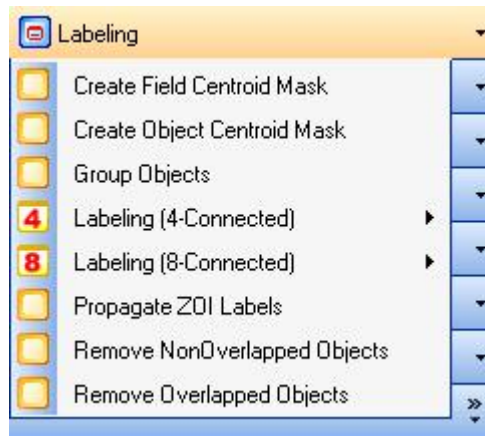 Labeling
Create Field Centroid Mask
Create Object Centroid Mask
Group Objects
4 Labeling (4-Connected)
8 Labeling (8-Connected)
Propagate ZOI Labels
Remove NonOverlapped Objects
Remove Overlapped Objects